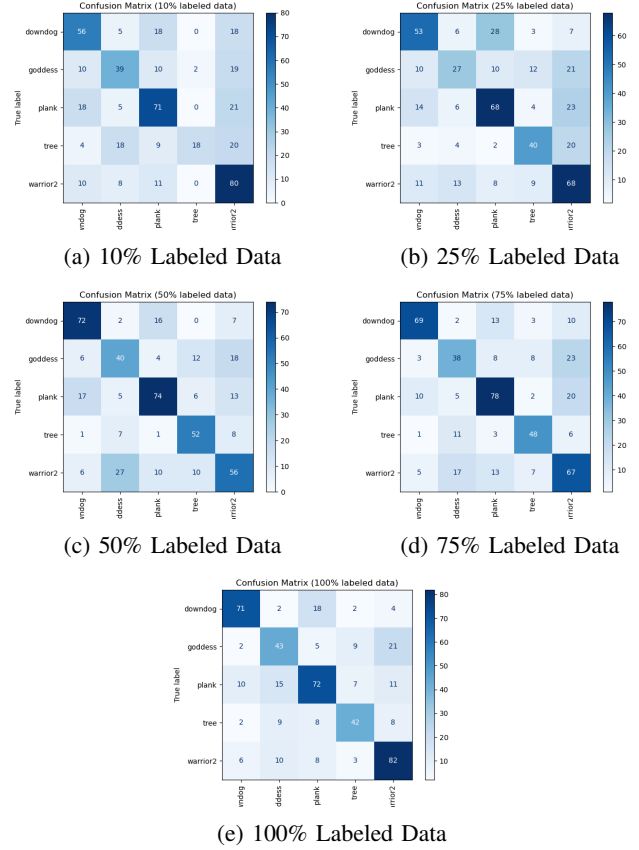 Confusion Matrix (10% labeled data)
True label
downdog 56 5 18 0 18
goddess 10 39 10 2 19
plank 18 5 71 0 21
tree 4 18 9 18 20
warrior2 10 8 11 0 80
wndog ddess plank tree rrior2
80
70
60
50
40
30
20
10
0
(a) 10% Labeled Data
Confusion Matrix (25% labeled data)
True label
downdog 53 6 28 3 7
goddess 10 27 10 12 21
plank 14 6 68 4 23
tree 3 4 2 40 20
warrior2 11 13 8 9 68
wndog ddess plank tree rrior2
60
50
40
30
20
10
(b) 25% Labeled Data
Confusion Matrix (50% labeled data)
True label
downdog 72 2 16 0 7
goddess 6 40 4 12 18
plank 17 5 74 6 13
tree 1 7 1 52 8
warrior2 6 27 10 10 56
wndog ddess plank tree rrior2
70
60
50
40
30
20
10
0
(c) 50% Labeled Data
Confusion Matrix (75% labeled data)
True label
downdog 69 2 13 3 10
goddess 3 38 8 8 23
plank 10 5 78 2 20
tree 1 11 3 48 6
warrior2 5 17 13 7 67
wndog ddess plank tree rrior2
70
60
50
40
30
20
10
(d) 75% Labeled Data
Confusion Matrix (100% labeled data)
True label
downdog 71 2 18 2 4
goddess 2 43 5 9 21
plank 10 15 72 7 11
tree 2 9 8 42 8
warrior2 6 10 8 3 82
wndog ddess plank tree rrior2
80
70
60
50
40
30
20
10
(e) 100% Labeled Data